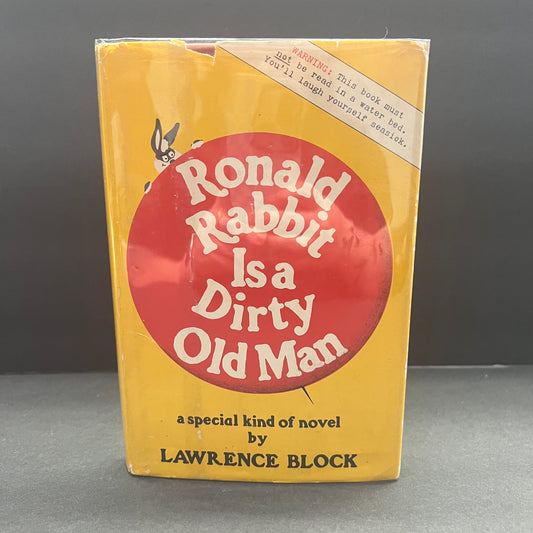 WARNING: This book must
not be read in a water bed.
You'll laugh yourself seasick.
Ronald
Rabbit
Is a
Dirty
Old Man
a special kind of novel
by
LAWRENCE BLOCK